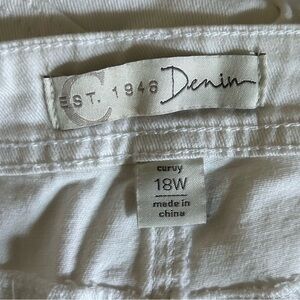 C
EST. 1946 Denim
curvy
18W
made in
china